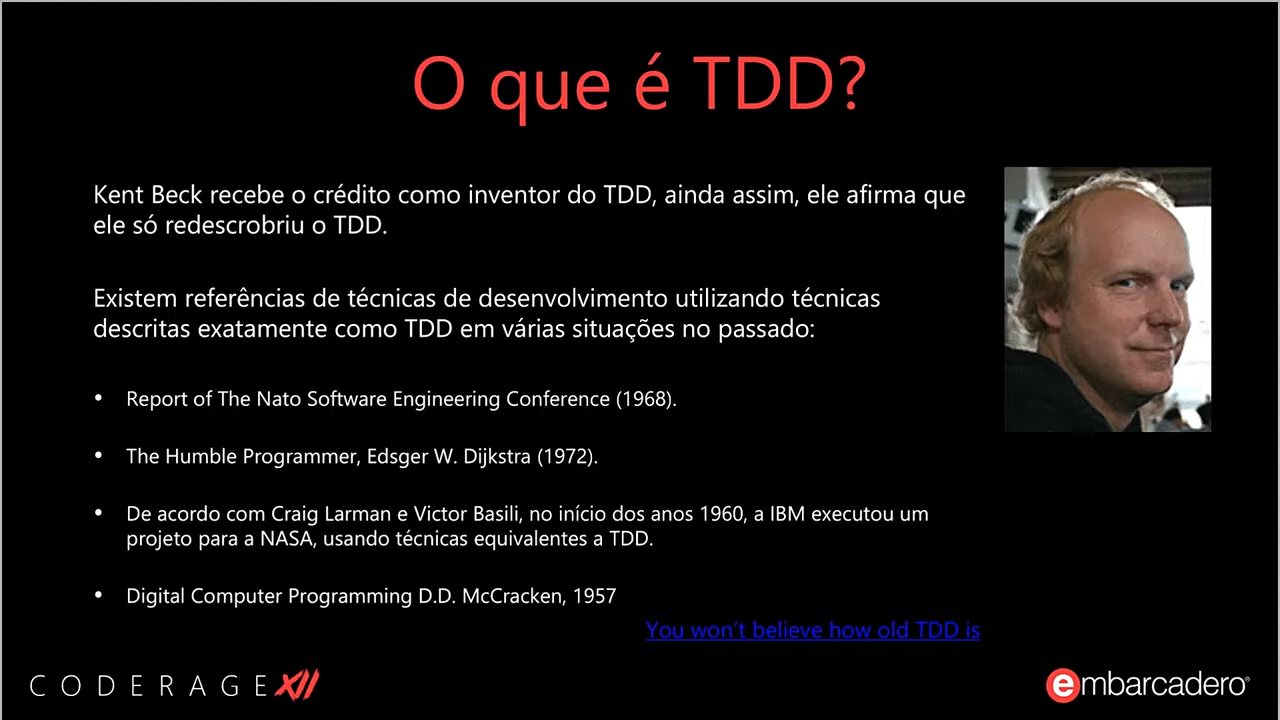 O que é TDD?
Kent Beck recebe o crédito como inventor do TDD, ainda assim, ele afirma que
ele só redescrobriu o TDD.
Existem referências de técnicas de desenvolvimento utilizando técnicas
descritas exatamente como TDD em várias situações no passado:
• Report of The Nato Software Engineering Conference (1968).
• The Humble Programmer, Edsger W. Dijkstra (1972).
• De acordo com Craig Larman e Victor Basili, no início dos anos 1960, a IBM executou um
projeto para a NASA, usando técnicas equivalentes a TDD.
• Digital Computer Programming D.D. McCracken, 1957
You won't believe how old TDD is
CODERAGE XII
embarcadero®